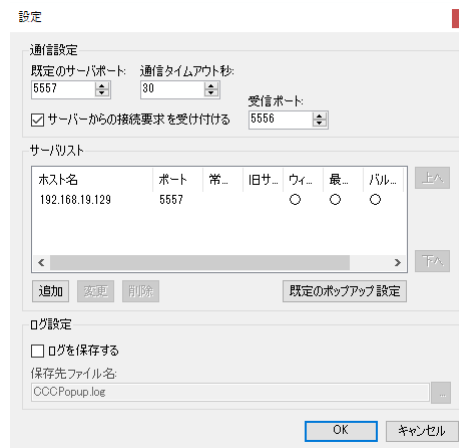 設定
通信設定
既定のサーバポート: 通信タイムアウト秒:
5557 30
受信ポート:
サーバーからの接続要求を受け付ける 5556
サーバリスト
ホスト名 ポート 常... 旧サ... ウィ... 最... バル...
192.168.19.129 5557 ○ ○ ○
上へ
下へ
追加 変更 削除 既定のポップアップ設定
ログ設定
ログを保存する
保存先ファイル名:
CCCPopup.log ...
OK キャンセル